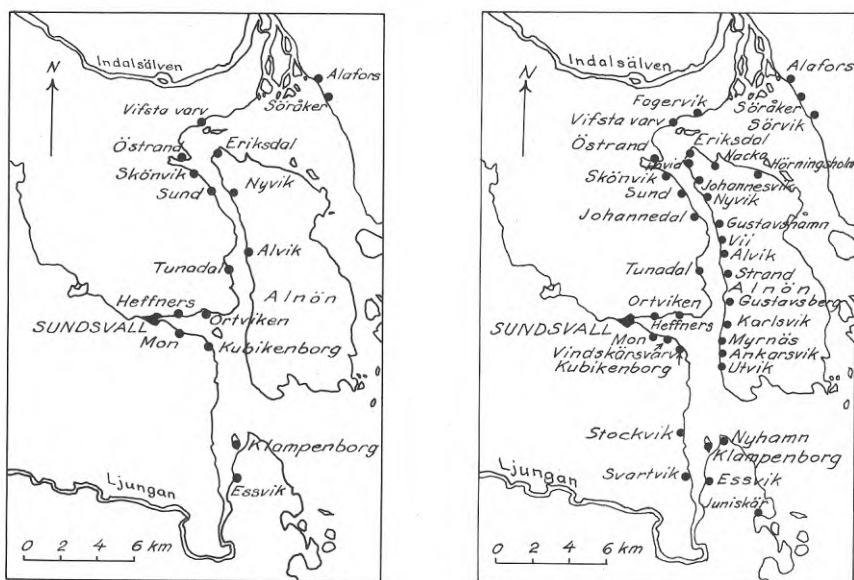 Indalsälven
N
Alafors
Söråker
Vifsta varv
Östrand
Eriksdal
Skönvik
Sund
Nyvik
Alvik
Tunadal
Alnön
Heffners
Ortviken
SUNDSVALL
Mon
Kubikenborg
Klampenborg
Essvik
Ljungan
0 2 4 6 km
Indalsälven
N
Alafors
Fagervik
Söråker
Vifsta varv
Sörvik
Östrand
Eriksdal
Nacka
Hovid
Hörningsholm
Skönvik
Johannesvik
Sund
Nyvik
Johannedal
Gustavshamn
Vii
Alvik
Tunadal
Strand
Alnön
Ortviken
Gustavsberg
SUNDSVALL
Heffners
Karlsvik
Mon
Myrnäs
Vindskärsvarv
Ankarsvik
Kubikenborg
Utvik
Stockvik
Nyhamn
Klampenborg
Svartvik
Essvik
Juniskär
Ljungan
0 2 4 6 km